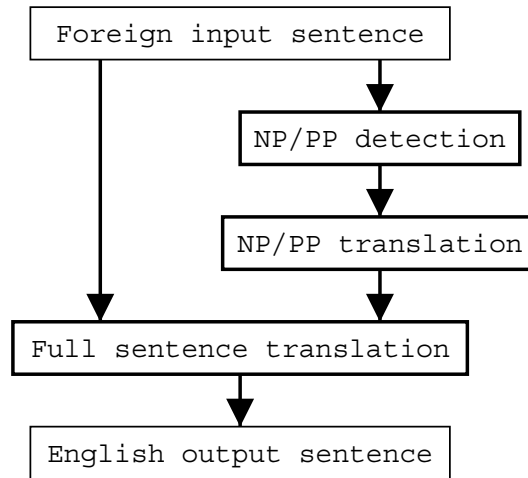 Foreign input sentence
NP/PP detection
NP/PP translation
Full sentence translation
English output sentence